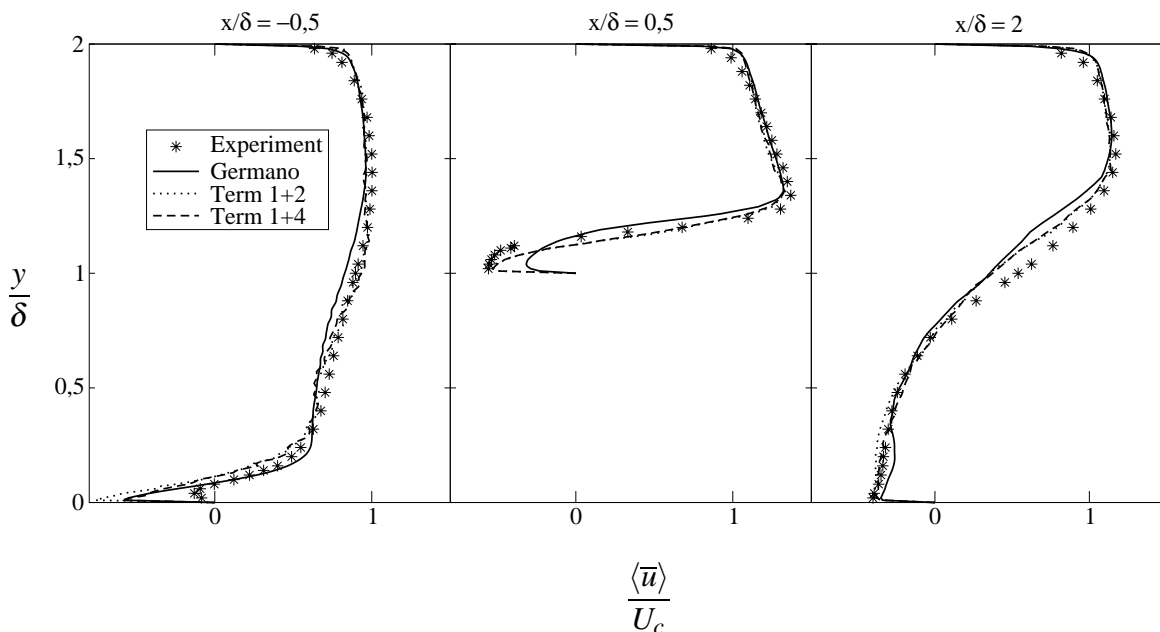 x/δ = −0,5
x/δ = 0,5
x/δ = 2
2
1,5
1
0,5
0
y
δ
Experiment
Germano
Term 1+2
Term 1+4
0 1
0 1
0 1
⟨u̅⟩
U_c